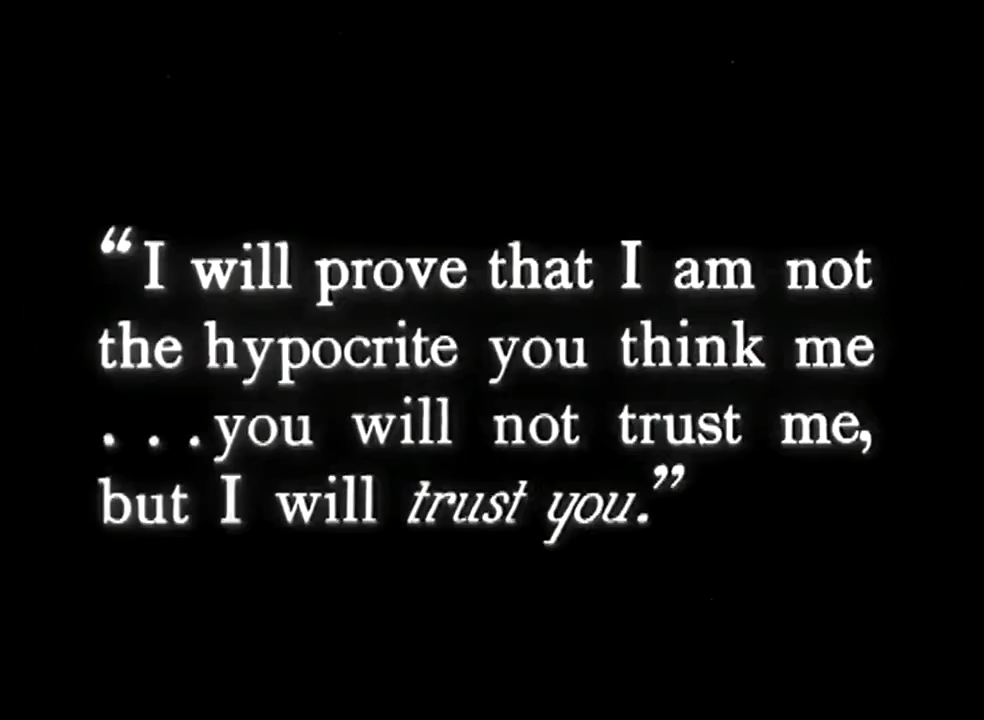 “I will prove that I am not
the hypocrite you think me
. . .you will not trust me,
but I will trust you.”